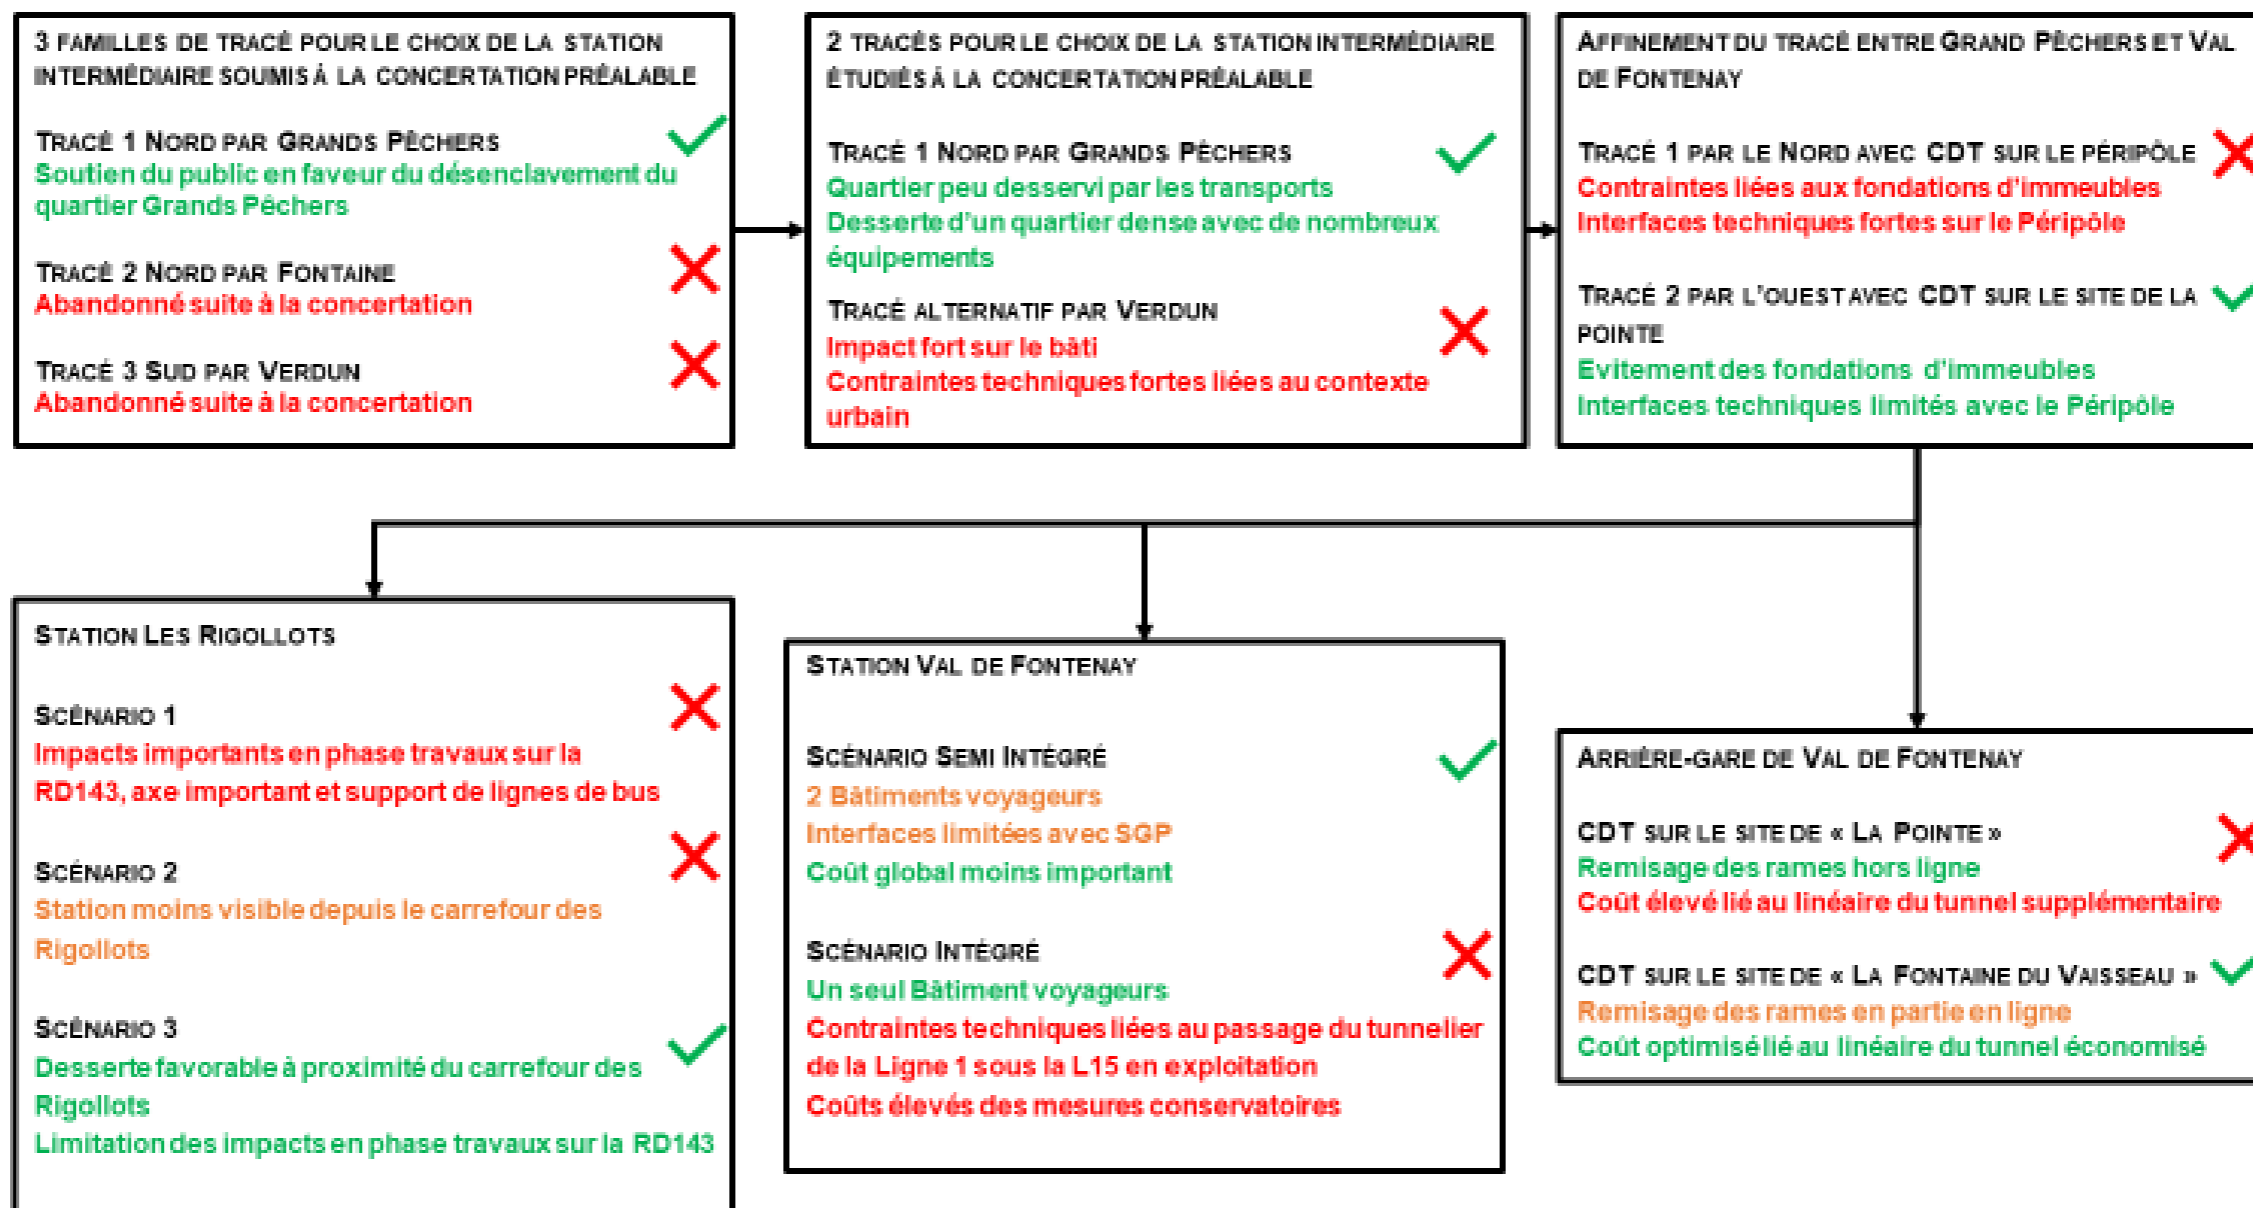 3 FAMILLES DE TRACÉ POUR LE CHOIX DE LA STATION
INTERMÉDIAIRE SOUMIS À LA CONCERTATION PRÉALABLE
TRACÉ 1 NORD PAR GRANDS PÊCHERS
Soutien du public en faveur du désenclavement du
quartier Grands Pêchers
TRACÉ 2 NORD PAR FONTAINE
Abandonné suite à la concertation
TRACÉ 3 SUD PAR VERDUN
Abandonné suite à la concertation
2 TRACÉS POUR LE CHOIX DE LA STATION INTERMÉDIAIRE
ÉTUDIÉS À LA CONCERTATION PRÉALABLE
TRACÉ 1 NORD PAR GRANDS PÊCHERS
Quartier peu desservi par les transports
Desserte d'un quartier dense avec de nombreux
équipements
TRACÉ ALTERNATIF PAR VERDUN
Impact fort sur le bâti
Contraintes techniques fortes liées au contexte
urbain
AFFINEMENT DU TRACÉ ENTRE GRAND PÊCHERS ET VAL
DE FONTENAY
TRACÉ 1 PAR LE NORD AVEC CDT SUR LE PÉRIPÔLE
Contraintes liées aux fondations d'immeubles
Interfaces techniques fortes sur le Péripôle
TRACÉ 2 PAR L'OUEST AVEC CDT SUR LE SITE DE LA
POINTE
Evitement des fondations d'immeubles
Interfaces techniques limités avec le Péripôle
STATION LES RIGOLLOTS
SCÉNARIO 1
Impacts importants en phase travaux sur la
RD143, axe important et support de lignes de bus
SCÉNARIO 2
Station moins visible depuis le carrefour des
Rigollots
SCÉNARIO 3
Desserte favorable à proximité du carrefour des
Rigollots
Limitation des impacts en phase travaux sur la RD143
STATION VAL DE FONTENAY
SCÉNARIO SEMI INTÉGRÉ
2 Bâtiments voyageurs
Interfaces limitées avec SGP
Coût global moins important
SCÉNARIO INTÉGRÉ
Un seul Bâtiment voyageurs
Contraintes techniques liées au passage du tunnelier
de la Ligne 1 sous la L15 en exploitation
Coûts élevés des mesures conservatoires
ARRIÈRE-GARE DE VAL DE FONTENAY
CDT SUR LE SITE DE « LA POINTE »
Remisage des rames hors ligne
Coût élevé lié au linéaire du tunnel supplémentaire
CDT SUR LE SITE DE « LA FONTAINE DU VAISSEAU »
Remisage des rames en partie en ligne
Coût optimisé lié au linéaire du tunnel économisé